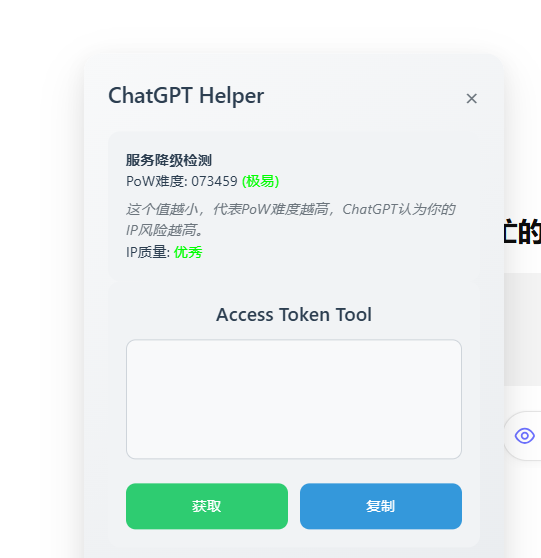 ChatGPT Helper
×
服务降级检测
PoW难度: 073459 (极易)
这个值越小，代表PoW难度越高，ChatGPT认为你的
IP风险越高。
IP质量: 优秀
忙的
Access Token Tool
获取
复制